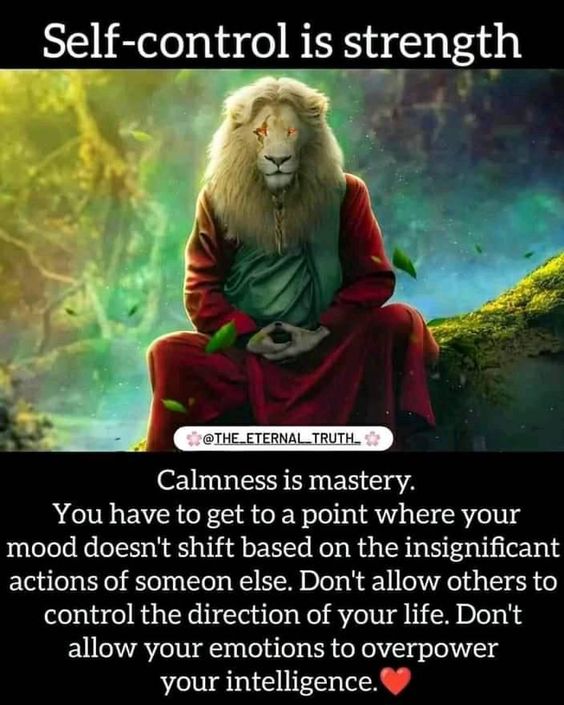 Self-control is strength
🌸@THE_ETERNAL_TRUTH_🌸
Calmness is mastery.
You have to get to a point where your
mood doesn't shift based on the insignificant
actions of someon else. Don't allow others to
control the direction of your life. Don't
allow your emotions to overpower
your intelligence.❤️